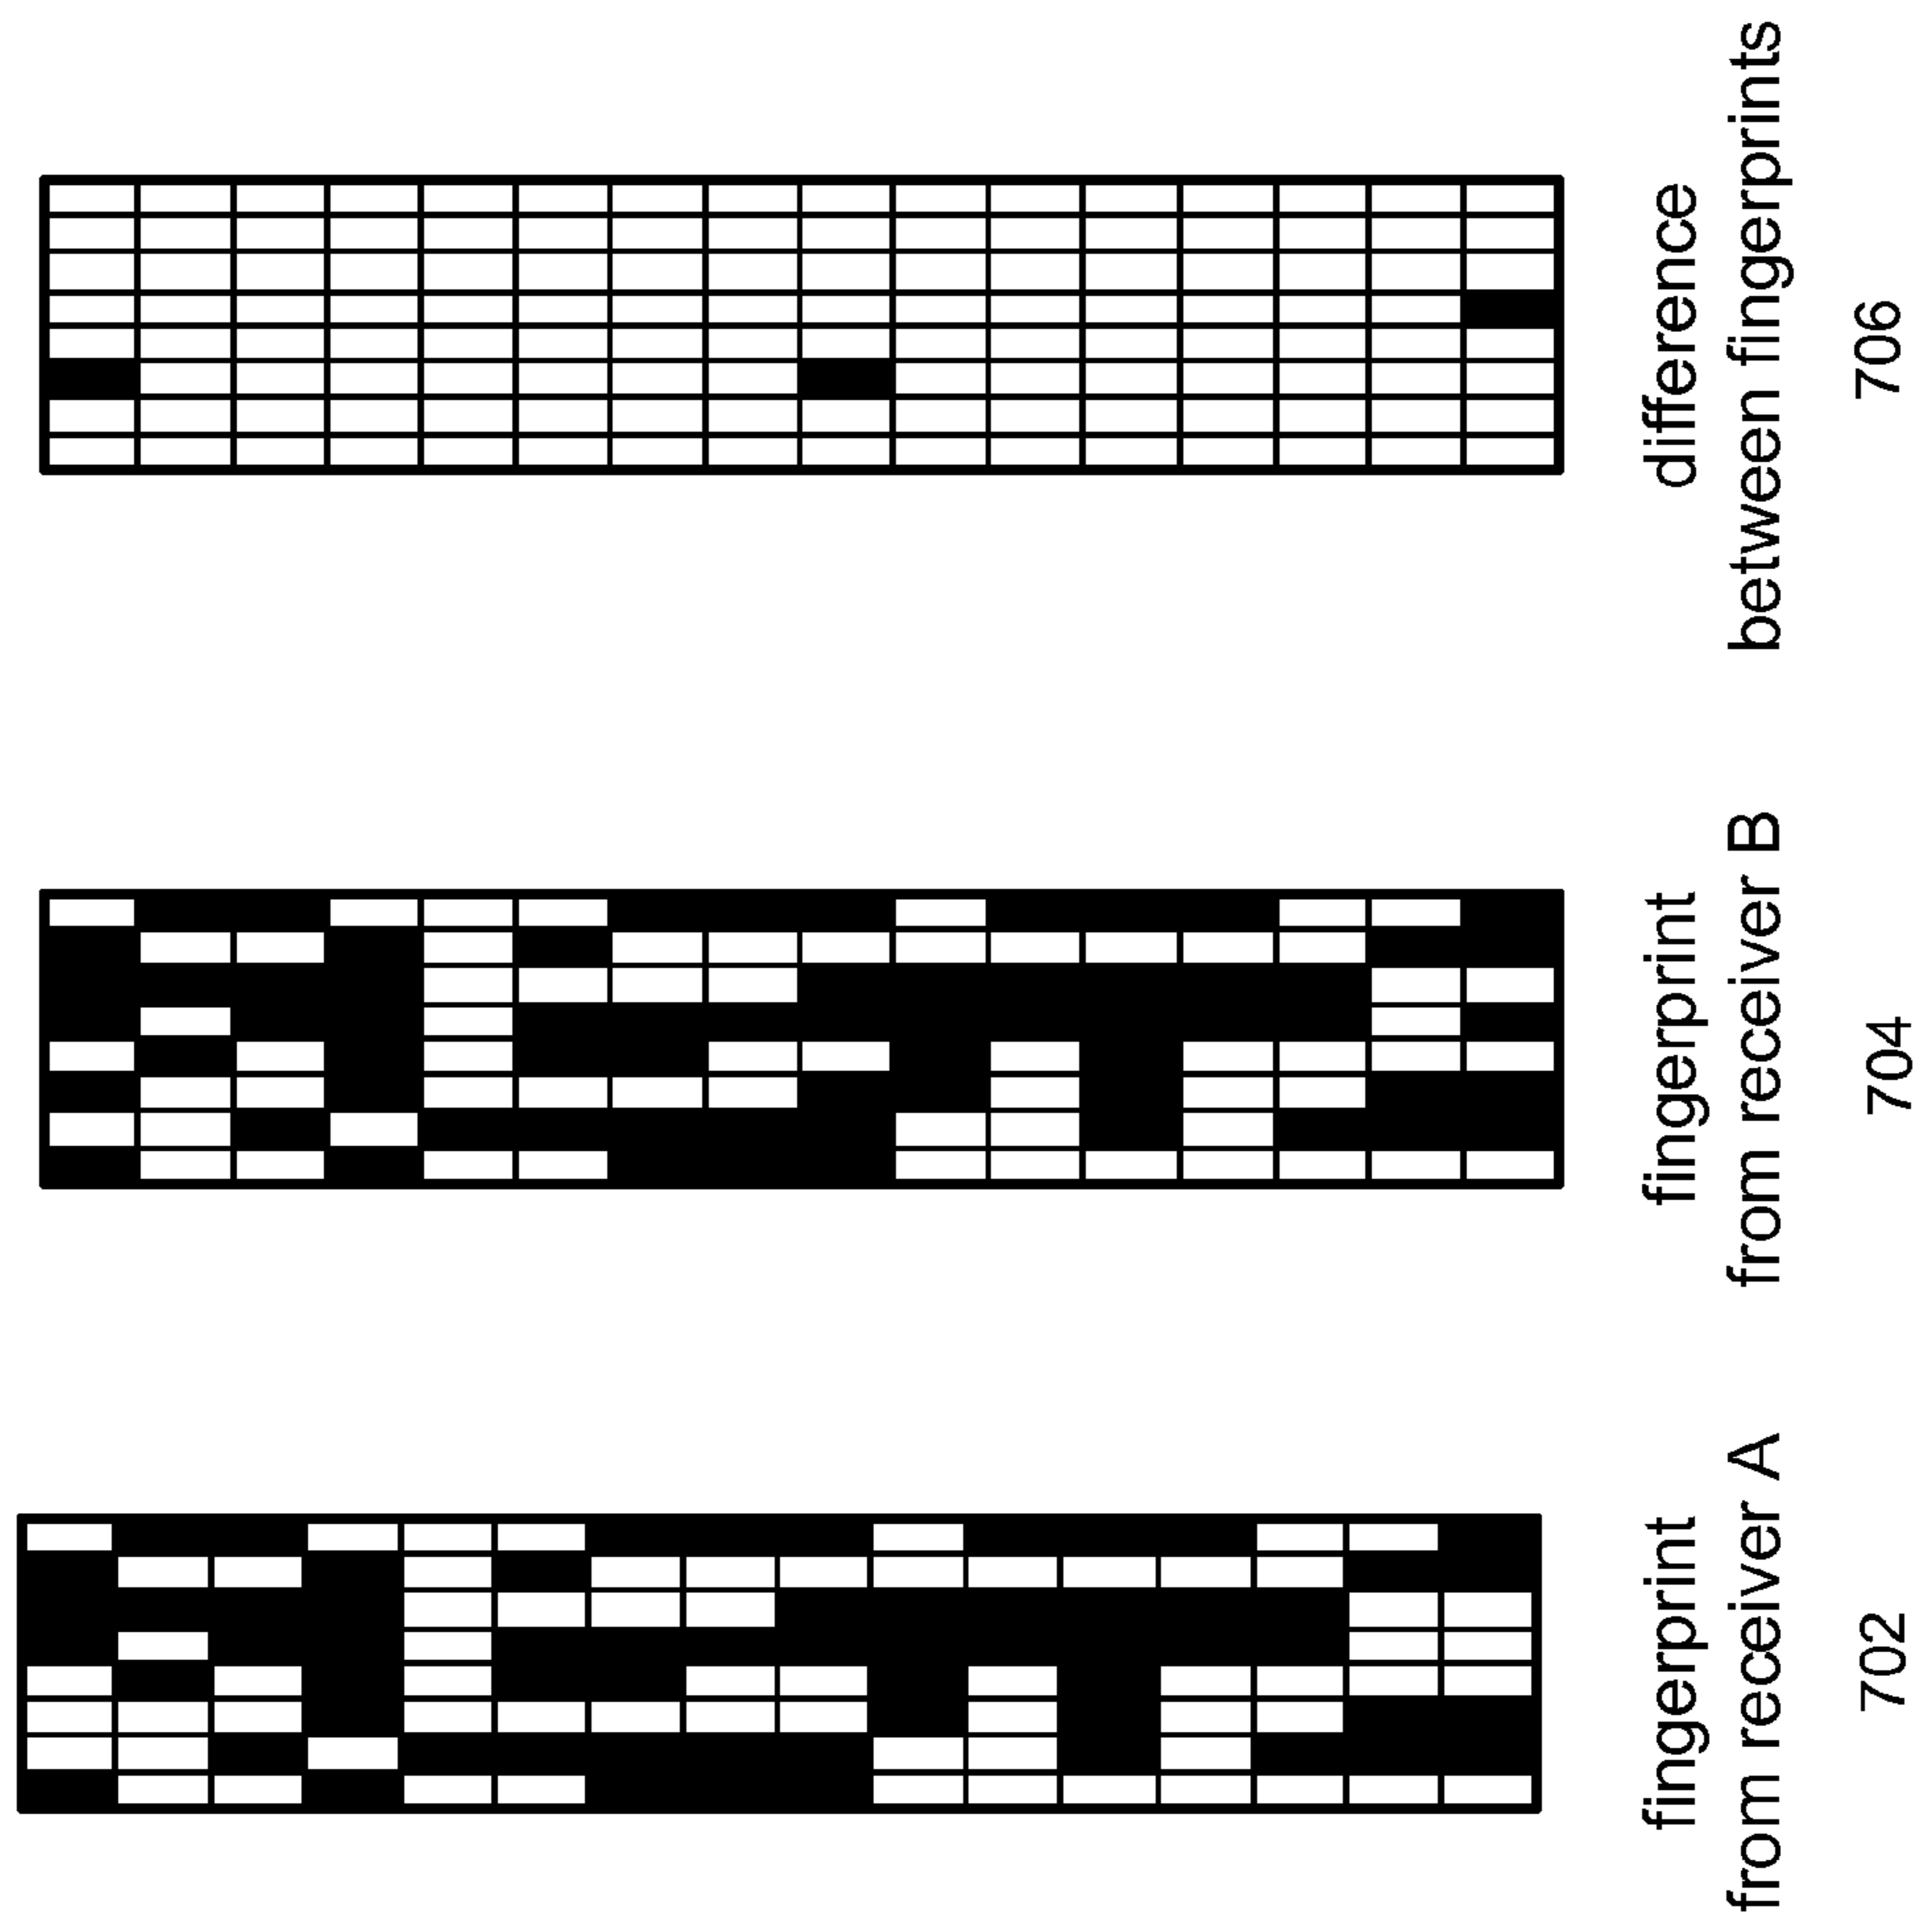 fingerprint
from receiver A
702
fingerprint
from receiver B
704
difference
between fingerprints
706